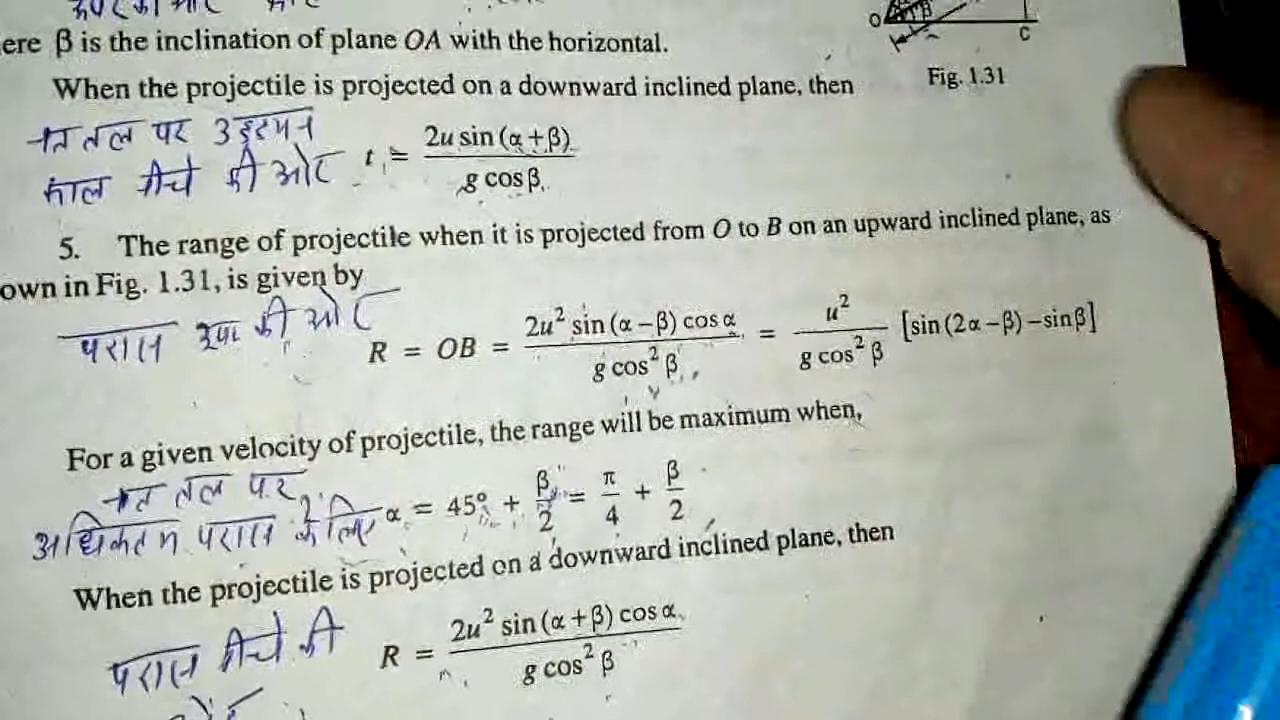 ऊपर की ओर
O β C
ere β is the inclination of plane OA with the horizontal.
When the projectile is projected on a downward inclined plane, then
Fig. 1.31
नत तल पर उड्डयन
काल नीचे की ओर
t = 2u sin (α + β) / g cos β
5. The range of projectile when it is projected from O to B on an upward inclined plane, as
own in Fig. 1.31, is given by
परास ऊपर की ओर
R = OB = 2u² sin (α – β) cos α / g cos² β = u² / g cos² β [sin (2α – β) – sin β]
For a given velocity of projectile, the range will be maximum when,
नत तल पर
अधिकतम परास के लिए
α = 45° + β/2 = π/4 + β/2
When the projectile is projected on a downward inclined plane, then
परास नीचे की
R = 2u² sin (α + β) cos α / g cos² β